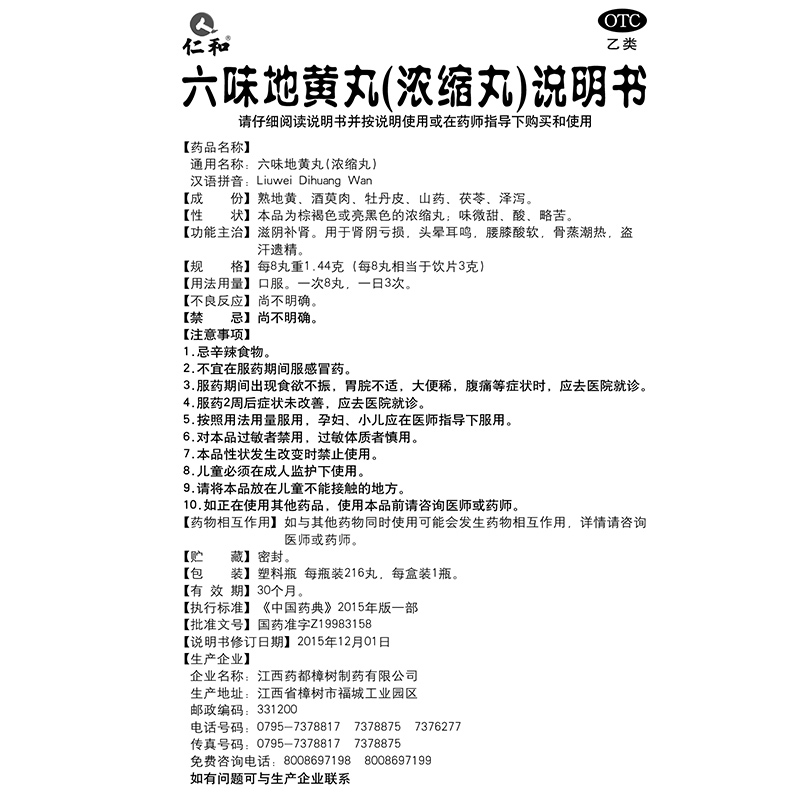 仁和®
OTC
乙类
六味地黄丸(浓缩丸)说明书
请仔细阅读说明书并按说明使用或在药师指导下购买和使用
【药品名称】
通用名称：六味地黄丸(浓缩丸)
汉语拼音：Liuwei Dihuang Wan
【成 份】熟地黄、酒萸肉、牡丹皮、山药、茯苓、泽泻。
【性 状】本品为棕褐色或亮黑色的浓缩丸；味微甜、酸、略苦。
【功能主治】滋阴补肾。用于肾阴亏损，头晕耳鸣，腰膝酸软，骨蒸潮热，盗
汗遗精。
【规 格】每8丸重1.44克（每8丸相当于饮片3克）
【用法用量】口服。一次8丸，一日3次。
【不良反应】尚不明确。
【禁 忌】尚不明确。
【注意事项】
1.忌辛辣食物。
2.不宜在服药期间服感冒药。
3.服药期间出现食欲不振，胃脘不适，大便稀，腹痛等症状时，应去医院就诊。
4.服药2周后症状未改善，应去医院就诊。
5.按照用法用量服用，孕妇、小儿应在医师指导下服用。
6.对本品过敏者禁用，过敏体质者慎用。
7.本品性状发生改变时禁止使用。
8.儿童必须在成人监护下使用。
9.请将本品放在儿童不能接触的地方。
10.如正在使用其他药品，使用本品前请咨询医师或药师。
【药物相互作用】如与其他药物同时使用可能会发生药物相互作用，详情请咨询
医师或药师。
【贮 藏】密封。
【包 装】塑料瓶 每瓶装216丸，每盒装1瓶。
【有 效 期】30个月。
【执行标准】《中国药典》2015年版一部
【批准文号】国药准字Z19983158
【说明书修订日期】2015年12月01日
【生产企业】
企业名称：江西药都樟树制药有限公司
生产地址：江西省樟树市福城工业园区
邮政编码：331200
电话号码：0795-7378817 7378875 7376277
传真号码：0795-7378817 7378875
免费咨询电话：8008697198 8008697199
如有问题可与生产企业联系